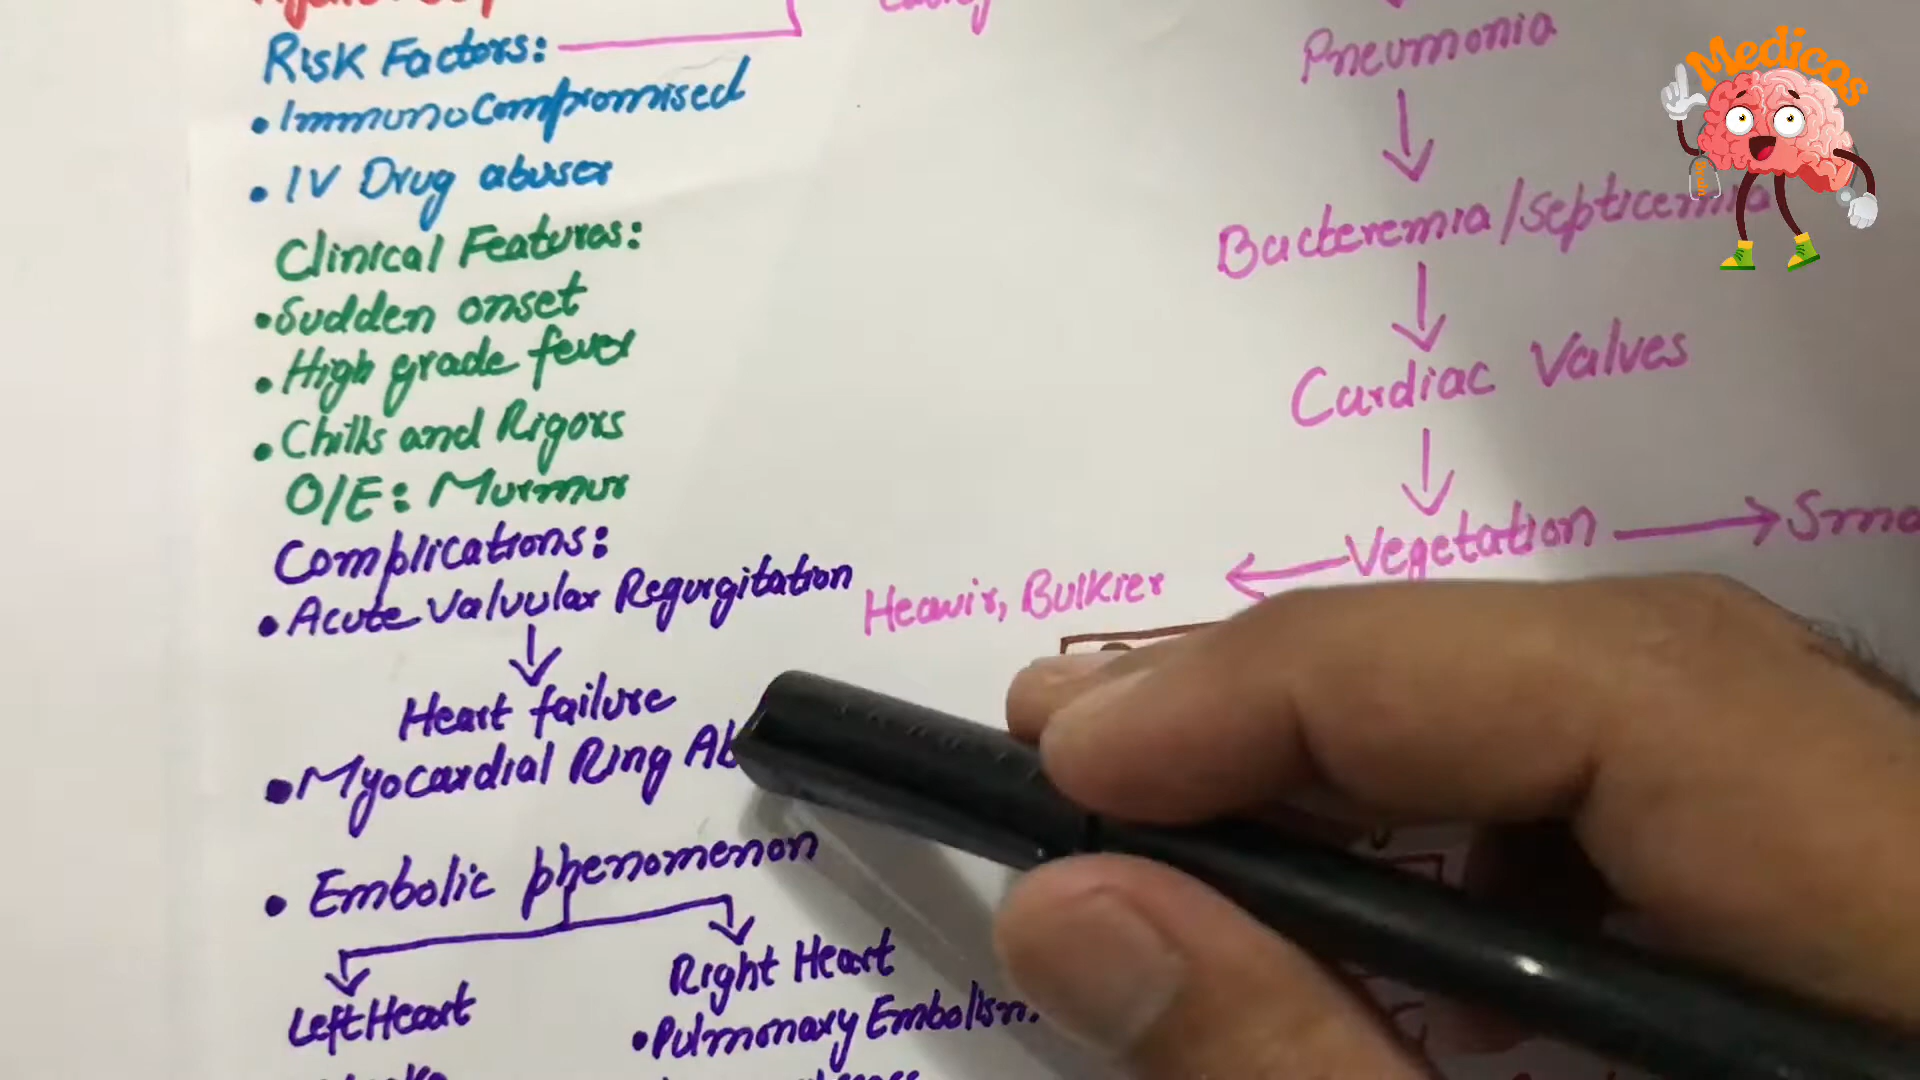 Risk Factors:
• Immunocompromised
• IV Drug abuser
Clinical Features:
• Sudden onset
• High grade fever
• Chills and Rigors
O/E: Murmur
Complications:
• Acute Valvular Regurgitation
Heart failure
• Myocardial Ring Ab
• Embolic phenomenon
Left Heart
Right Heart
• Pulmonary Embolism.
Pneumonia
Bacteremia/Septicemia
Cardiac Valves
Vegetation
Heavir, Bulkier
Medicos
Brain